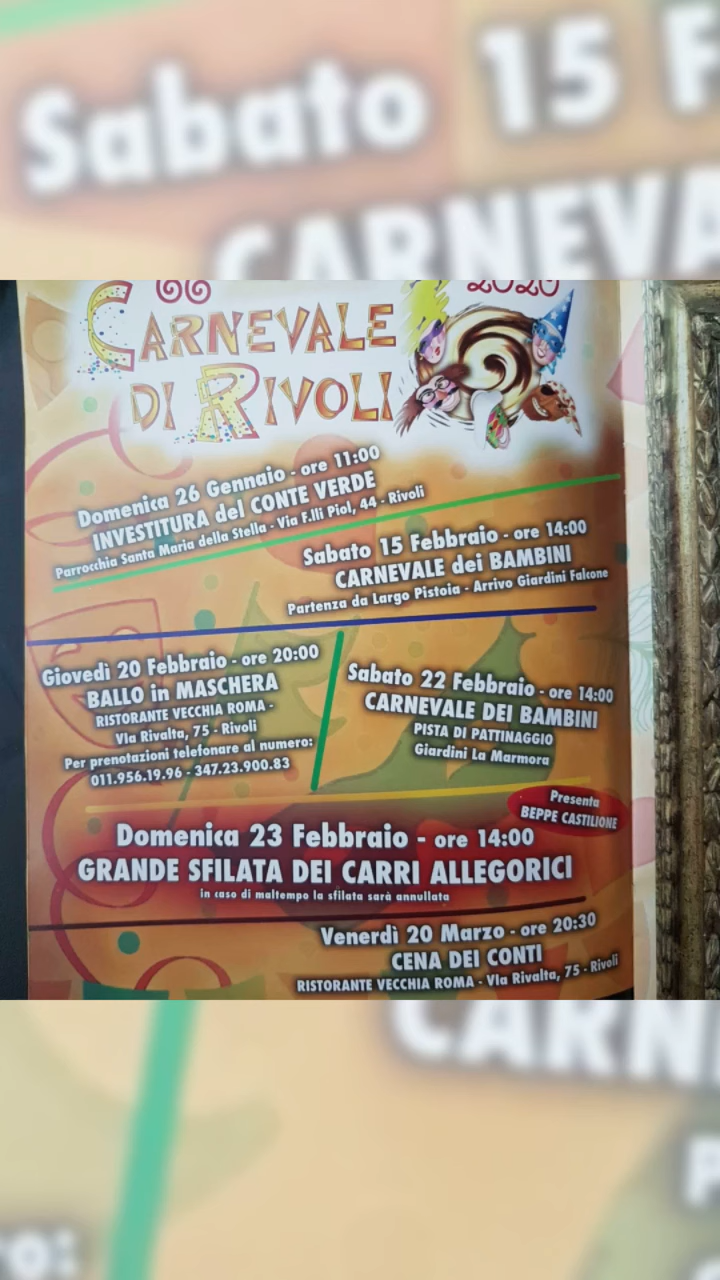 Sabato 15 F
CARNEVA
66
2020
CARNEVALE
DI RIVOLI
Domenica 26 Gennaio - ore 11:00
INVESTITURA del CONTE VERDE
Parrocchia Santa Maria della Stella - Via F.lli Piol, 44 - Rivoli
Sabato 15 Febbraio - ore 14:00
CARNEVALE dei BAMBINI
Partenza da Largo Pistoia - Arrivo Giardini Falcone
Giovedì 20 Febbraio - ore 20:00
BALLO in MASCHERA
RISTORANTE VECCHIA ROMA -
VIa Rivalta, 75 - Rivoli
Per prenotazioni telefonare al numero:
011.956.19.96 - 347.23.900.83
Sabato 22 Febbraio - ore 14:00
CARNEVALE DEI BAMBINI
PISTA DI PATTINAGGIO
Giardini La Marmora
Presenta
BEPPE CASTILIONE
Domenica 23 Febbraio - ore 14:00
GRANDE SFILATA DEI CARRI ALLEGORICI
in caso di maltempo la sfilata sarà annullata
Venerdì 20 Marzo - ore 20:30
CENA DEI CONTI
RISTORANTE VECCHIA ROMA - VIa Rivalta, 75 - Rivoli
CARN